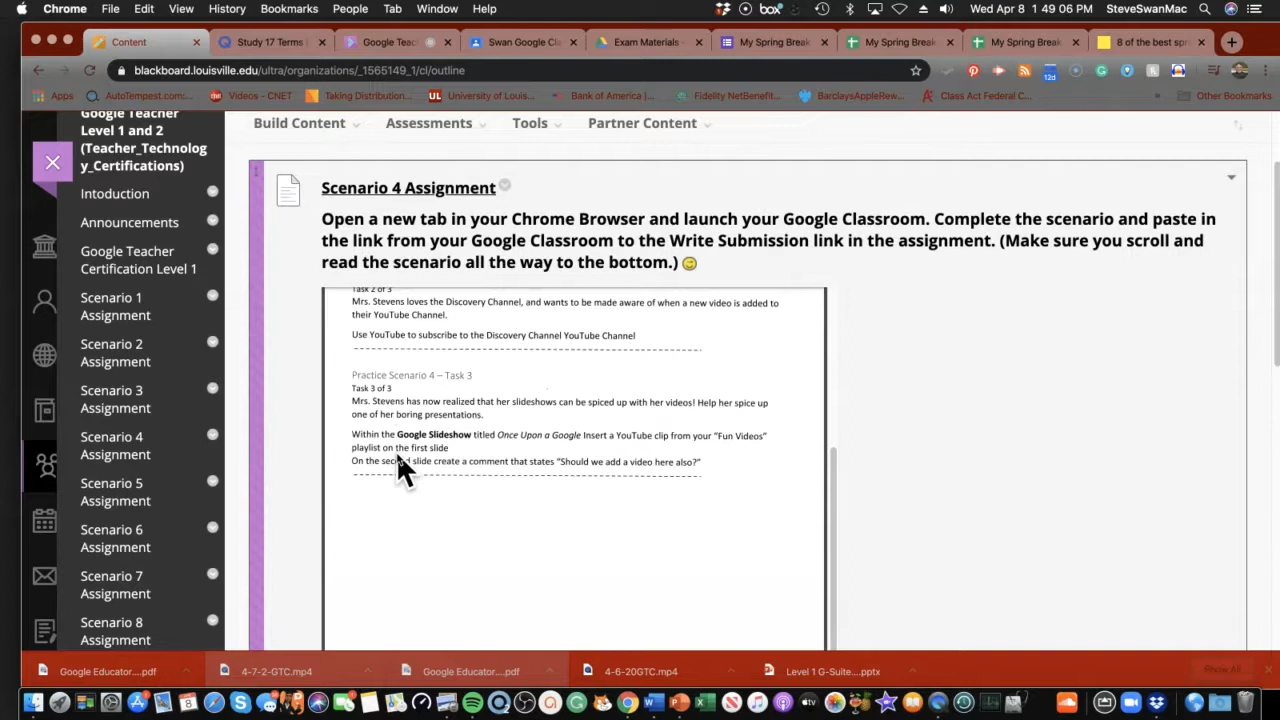 Chrome File Edit View History Bookmarks People Tab Window Help
box
Wed Apr 8 1:49:06 PM SteveSwanMac
Content
Study 17 Terms
Google Teac
Swan Google Cla
Exam Materials -
My Spring Break
My Spring Break
My Spring Break
8 of the best spr
blackboard.louisville.edu/ultra/organizations/_1565149_1/cl/outline
12d
Apps
AutoTempest.com:...
Videos - CNET
Taking Distribution...
UL University of Louis...
Bank of America |...
Fidelity NetBenefit...
BarclaysAppleRew...
Class Act Federal C...
»
Other Bookmarks
Google Teacher
Level 1 and 2
(Teacher_Technolog
y_Certifications)
Intoduction
Announcements
Google Teacher
Certification Level 1
Scenario 1
Assignment
Scenario 2
Assignment
Scenario 3
Assignment
Scenario 4
Assignment
Scenario 5
Assignment
Scenario 6
Assignment
Scenario 7
Assignment
Scenario 8
Assignment
Build Content
Assessments
Tools
Partner Content
Scenario 4 Assignment
Open a new tab in your Chrome Browser and launch your Google Classroom. Complete the scenario and paste in
the link from your Google Classroom to the Write Submission link in the assignment. (Make sure you scroll and
read the scenario all the way to the bottom.)
Task 2 of 3
Mrs. Stevens loves the Discovery Channel, and wants to be made aware of when a new video is added to
their YouTube Channel.
Use YouTube to subscribe to the Discovery Channel YouTube Channel
Practice Scenario 4 – Task 3
Task 3 of 3
Mrs. Stevens has now realized that her slideshows can be spiced up with her videos! Help her spice up
one of her boring presentations.
Within the Google Slideshow titled Once Upon a Google Insert a YouTube clip from your "Fun Videos"
playlist on the first slide
On the second slide create a comment that states "Should we add a video here also?"
Google Educator....pdf
4-7-2-GTC.mp4
Google Educator....pdf
4-6-20GTC.mp4
Level 1 G-Suite....pptx
Show All